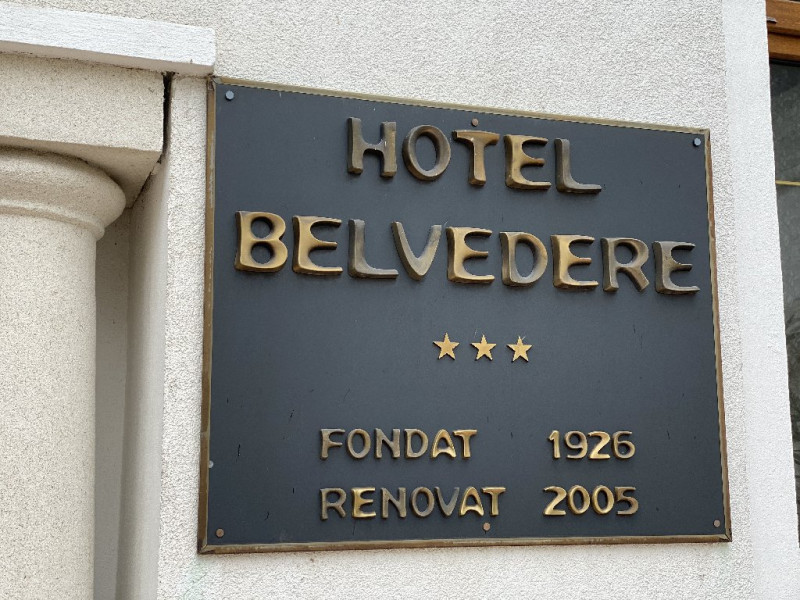 HOTEL
BELVEDERE
FONDAT 1926
RENOVAT 2005